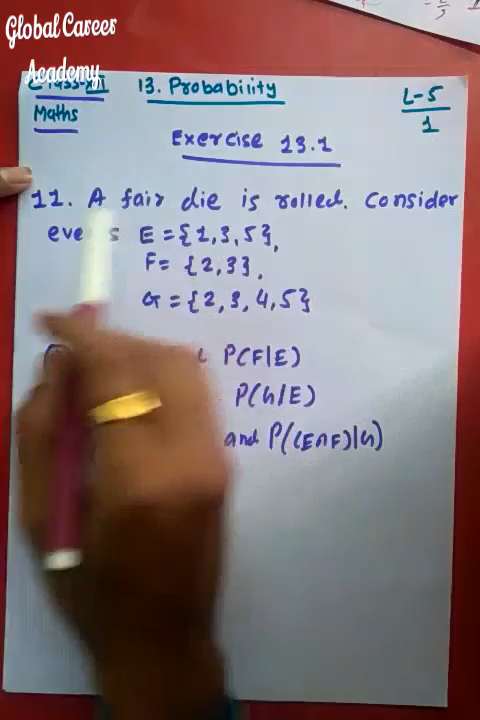 Global Career
Academy
13. Probability
L-5
1
Maths
Exercise 13.1
11. A fair die is rolled. Consider
E = {1,3,5},
F = {2,3},
G = {2,3,4,5}
P(F|E)
P(G|E)
and P((E∩F)|G)